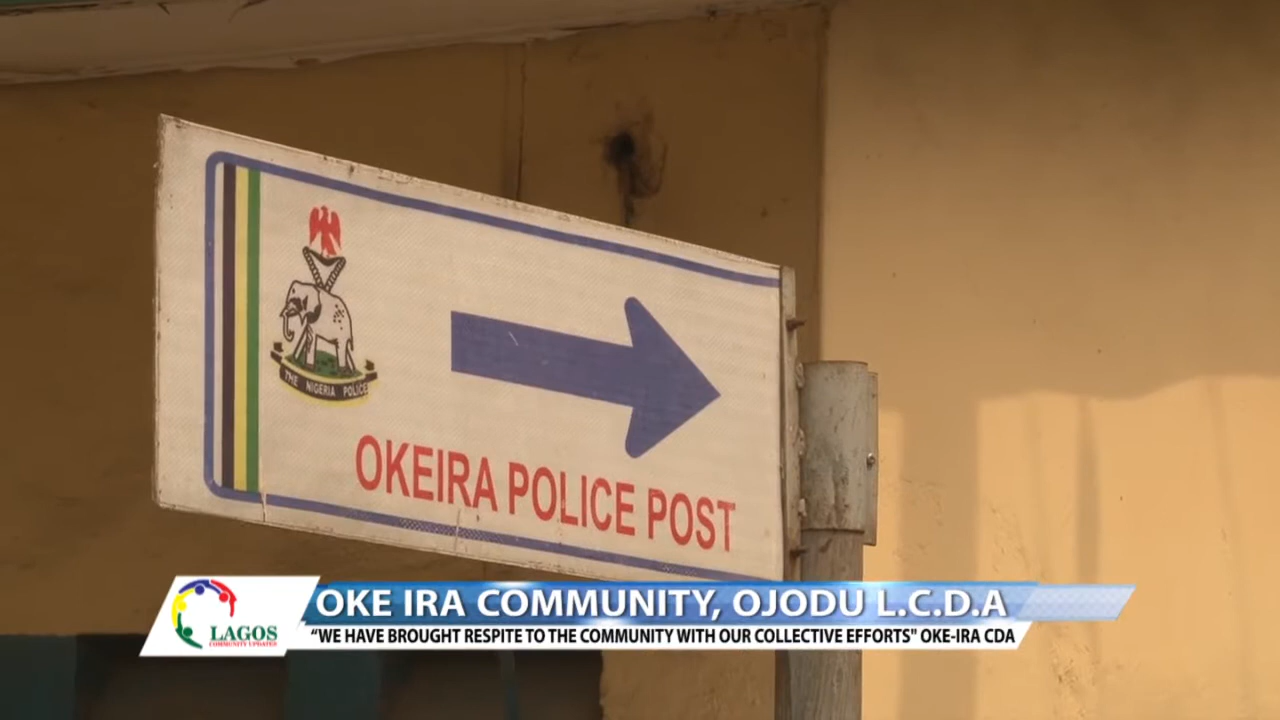 THE NIGERIA POLICE
OKEIRA POLICE POST
OKE IRA COMMUNITY, OJODU L.C.D.A
LAGOS
COMMUNITY UPDATES
“WE HAVE BROUGHT RESPITE TO THE COMMUNITY WITH OUR COLLECTIVE EFFORTS" OKE-IRA CDA